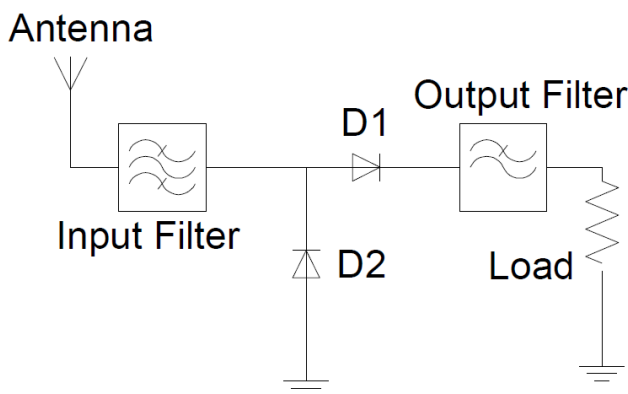 Antenna
Output Filter
D1
Input Filter
D2
Load